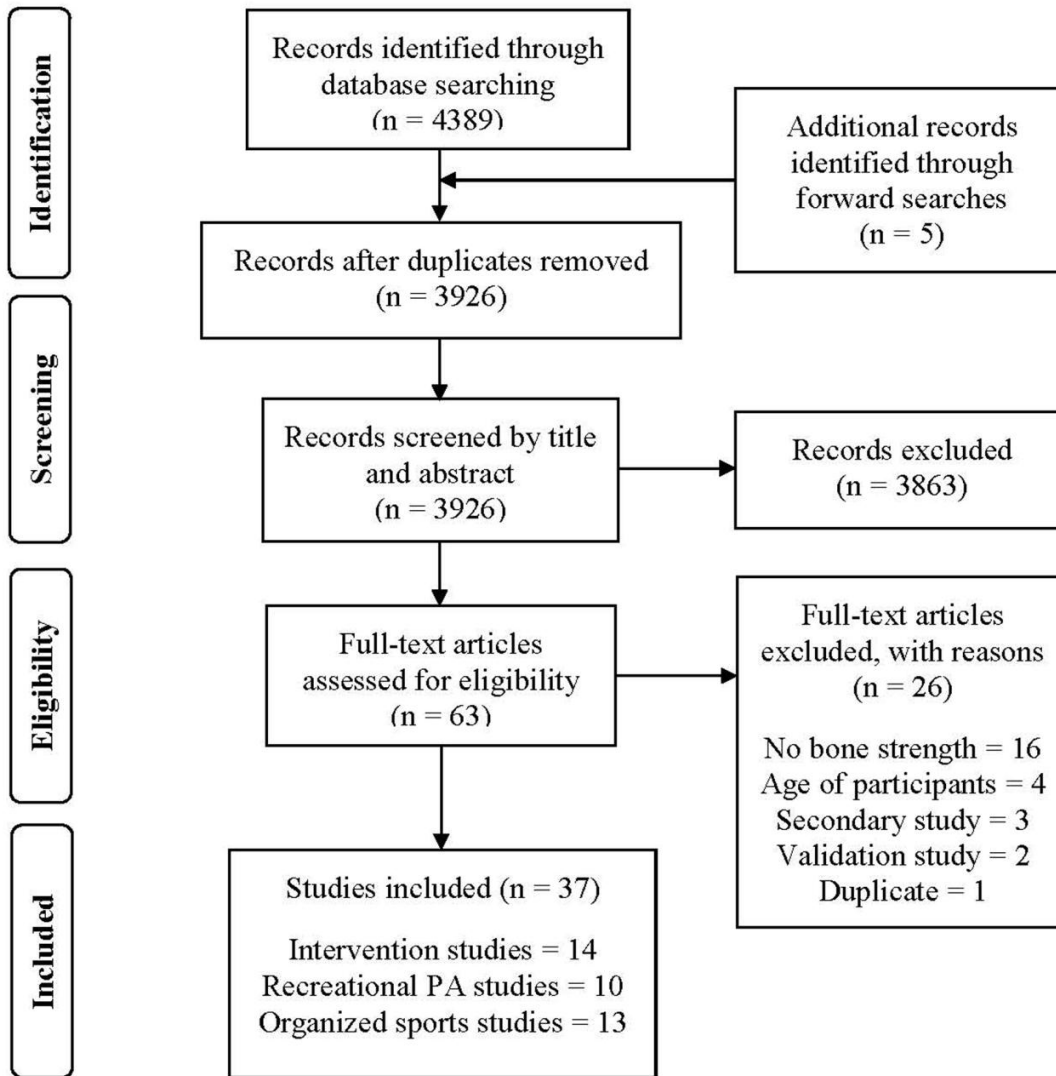 Identification
Records identified through
database searching
(n = 4389)
Additional records
identified through
forward searches
(n = 5)
Records after duplicates removed
(n = 3926)
Screening
Records screened by title
and abstract
(n = 3926)
Records excluded
(n = 3863)
Eligibility
Full-text articles
assessed for eligibility
(n = 63)
Full-text articles
excluded, with reasons
(n = 26)
No bone strength = 16
Age of participants = 4
Secondary study = 3
Validation study = 2
Duplicate = 1
Included
Studies included (n = 37)
Intervention studies = 14
Recreational PA studies = 10
Organized sports studies = 13